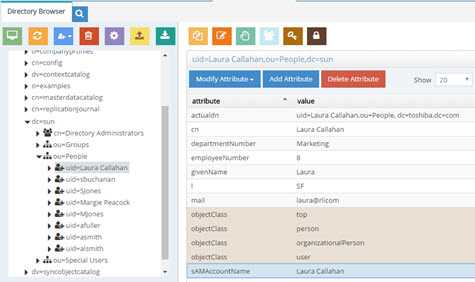 Directory Browser
cn=config
dv=contextcatalog
o=examples
cn=masterdatacatalog
cn=replicationjournal
dc=sun
cn=Directory Administrators
ou=Groups
ou=People
uid=Laura Callahan
uid=sbuchanan
uid=SJones
uid=Margie Peacock
uid=MJones
uid=afuller
uid=asmith
uid=alsmith
ou=Special Users
dv=syncobjectcatalog
uid=Laura Callahan,ou=People,dc=sun
Modify Attribute Add Attribute Delete Attribute Show 20
attribute value
actualdn uid=Laura Callahan,ou=People, dc=toshiba,dc=com
cn Laura Callahan
departmentNumber Marketing
employeeNumber 8
givenName Laura
l SF
mail laura@rlicom
objectClass top
objectClass person
objectClass organizationalPerson
objectClass user
sAMAccountName Laura Callahan